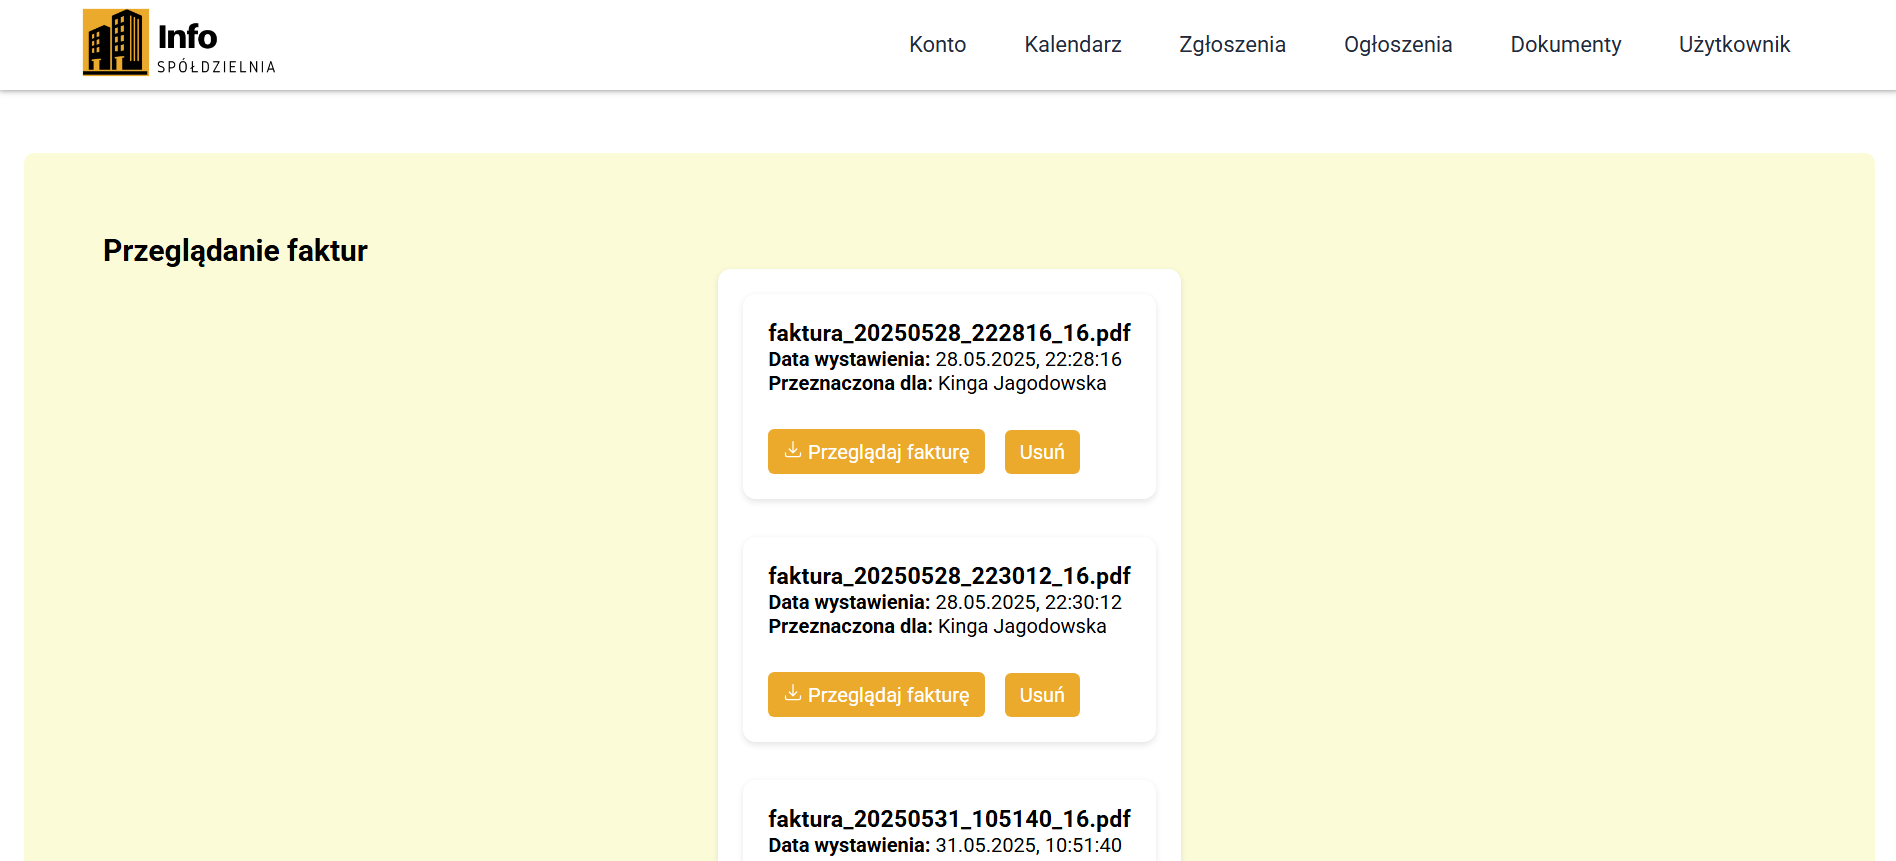 Info
SPÓŁDZIELNIA
Konto Kalendarz Zgłoszenia Ogłoszenia Dokumenty Użytkownik
Przeglądanie faktur
faktura_20250528_222816_16.pdf
Data wystawienia: 28.05.2025, 22:28:16
Przeznaczona dla: Kinga Jagodowska
Przeglądaj fakturę Usuń
faktura_20250528_223012_16.pdf
Data wystawienia: 28.05.2025, 22:30:12
Przeznaczona dla: Kinga Jagodowska
Przeglądaj fakturę Usuń
faktura_20250531_105140_16.pdf
Data wystawienia: 31.05.2025, 10:51:40